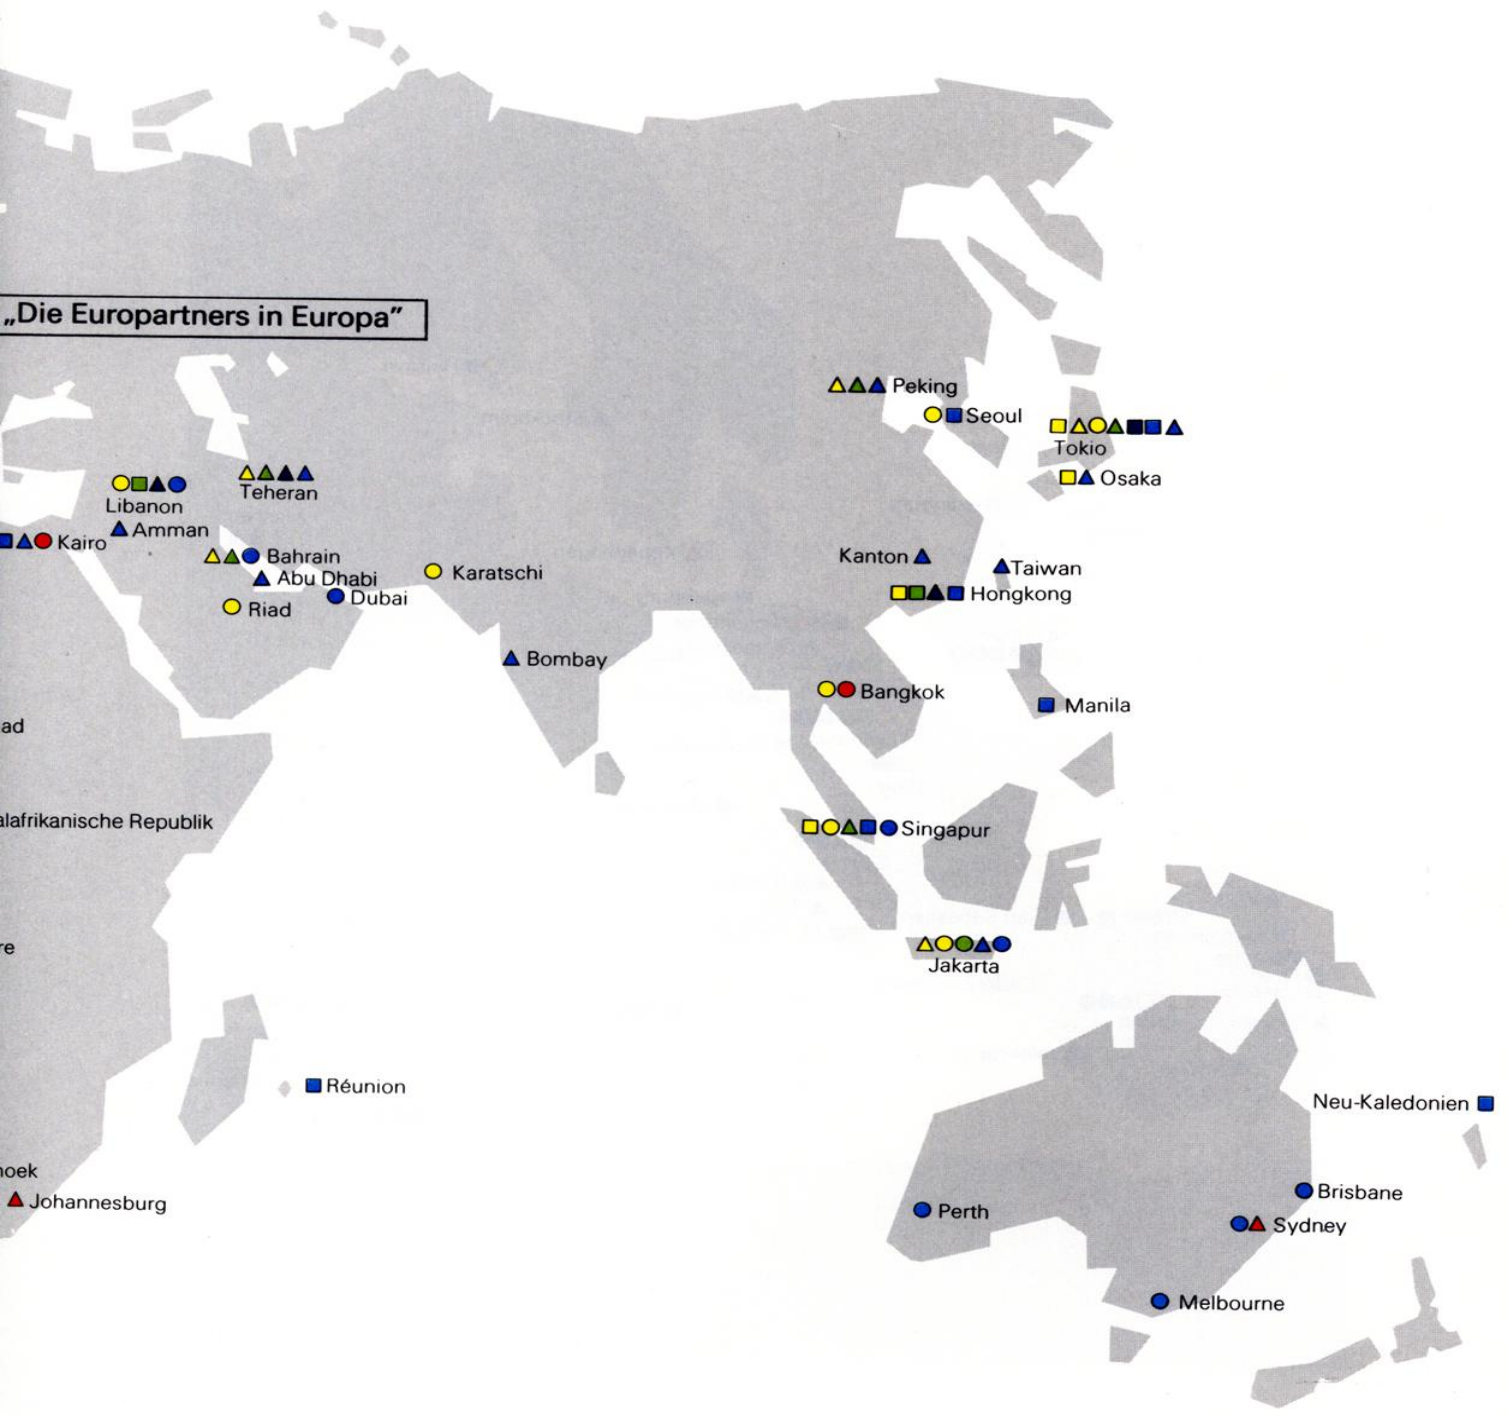 „Die Europartners in Europa”
Peking
Seoul
Tokio
Osaka
Teheran
Libanon
Amman
Kairo
Bahrain
Abu Dhabi
Dubai
Riad
Karatschi
Kanton
Taiwan
Hongkong
Bombay
Bangkok
Manila
ad
alafrikanische Republik
Singapur
re
Jakarta
Réunion
Neu-Kaledonien
hoek
Johannesburg
Perth
Brisbane
Sydney
Melbourne